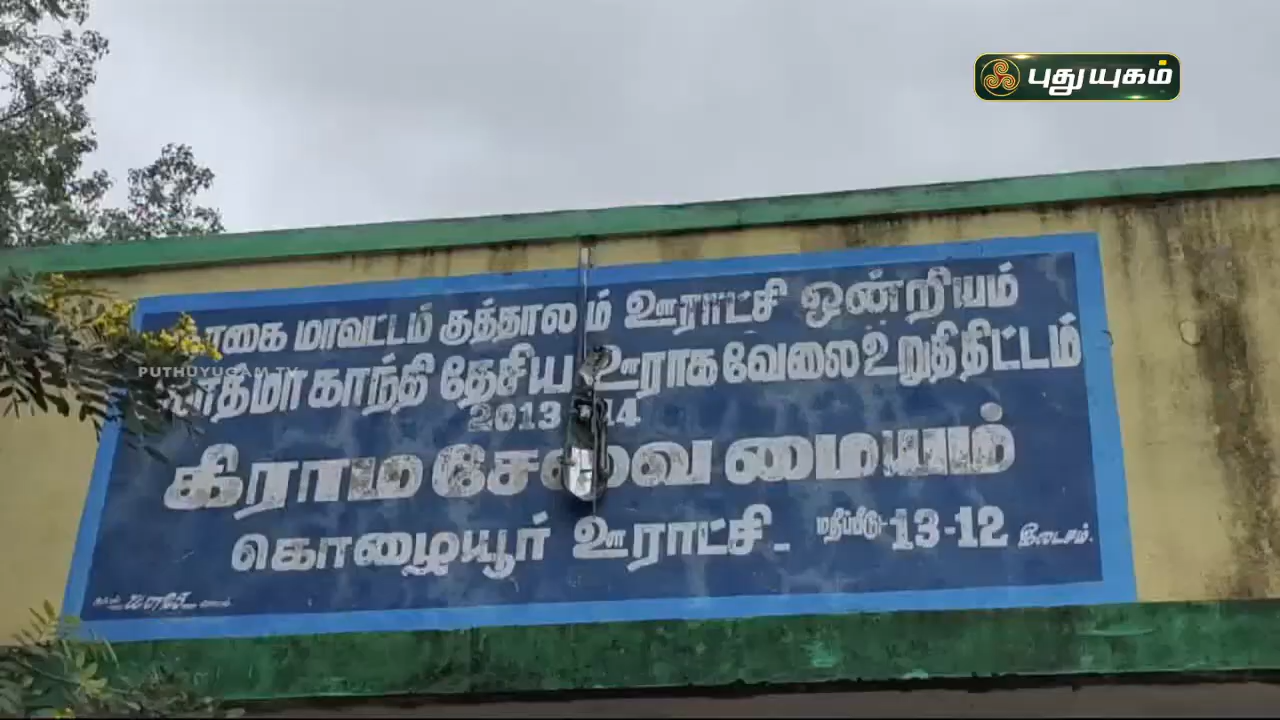 புதுயுகம்
நாகை மாவட்டம் குத்தாலம் ஊராட்சி ஒன்றியம்
PUTHUYUGAM TV
காந்தி தேசிய ஊரக வேலை உறுதி திட்டம்
2013-14
கிராம சேவை மையம்
கொழையூர் ஊராட்சி - மதிப்பீடு-13-12 இலட்சம்.